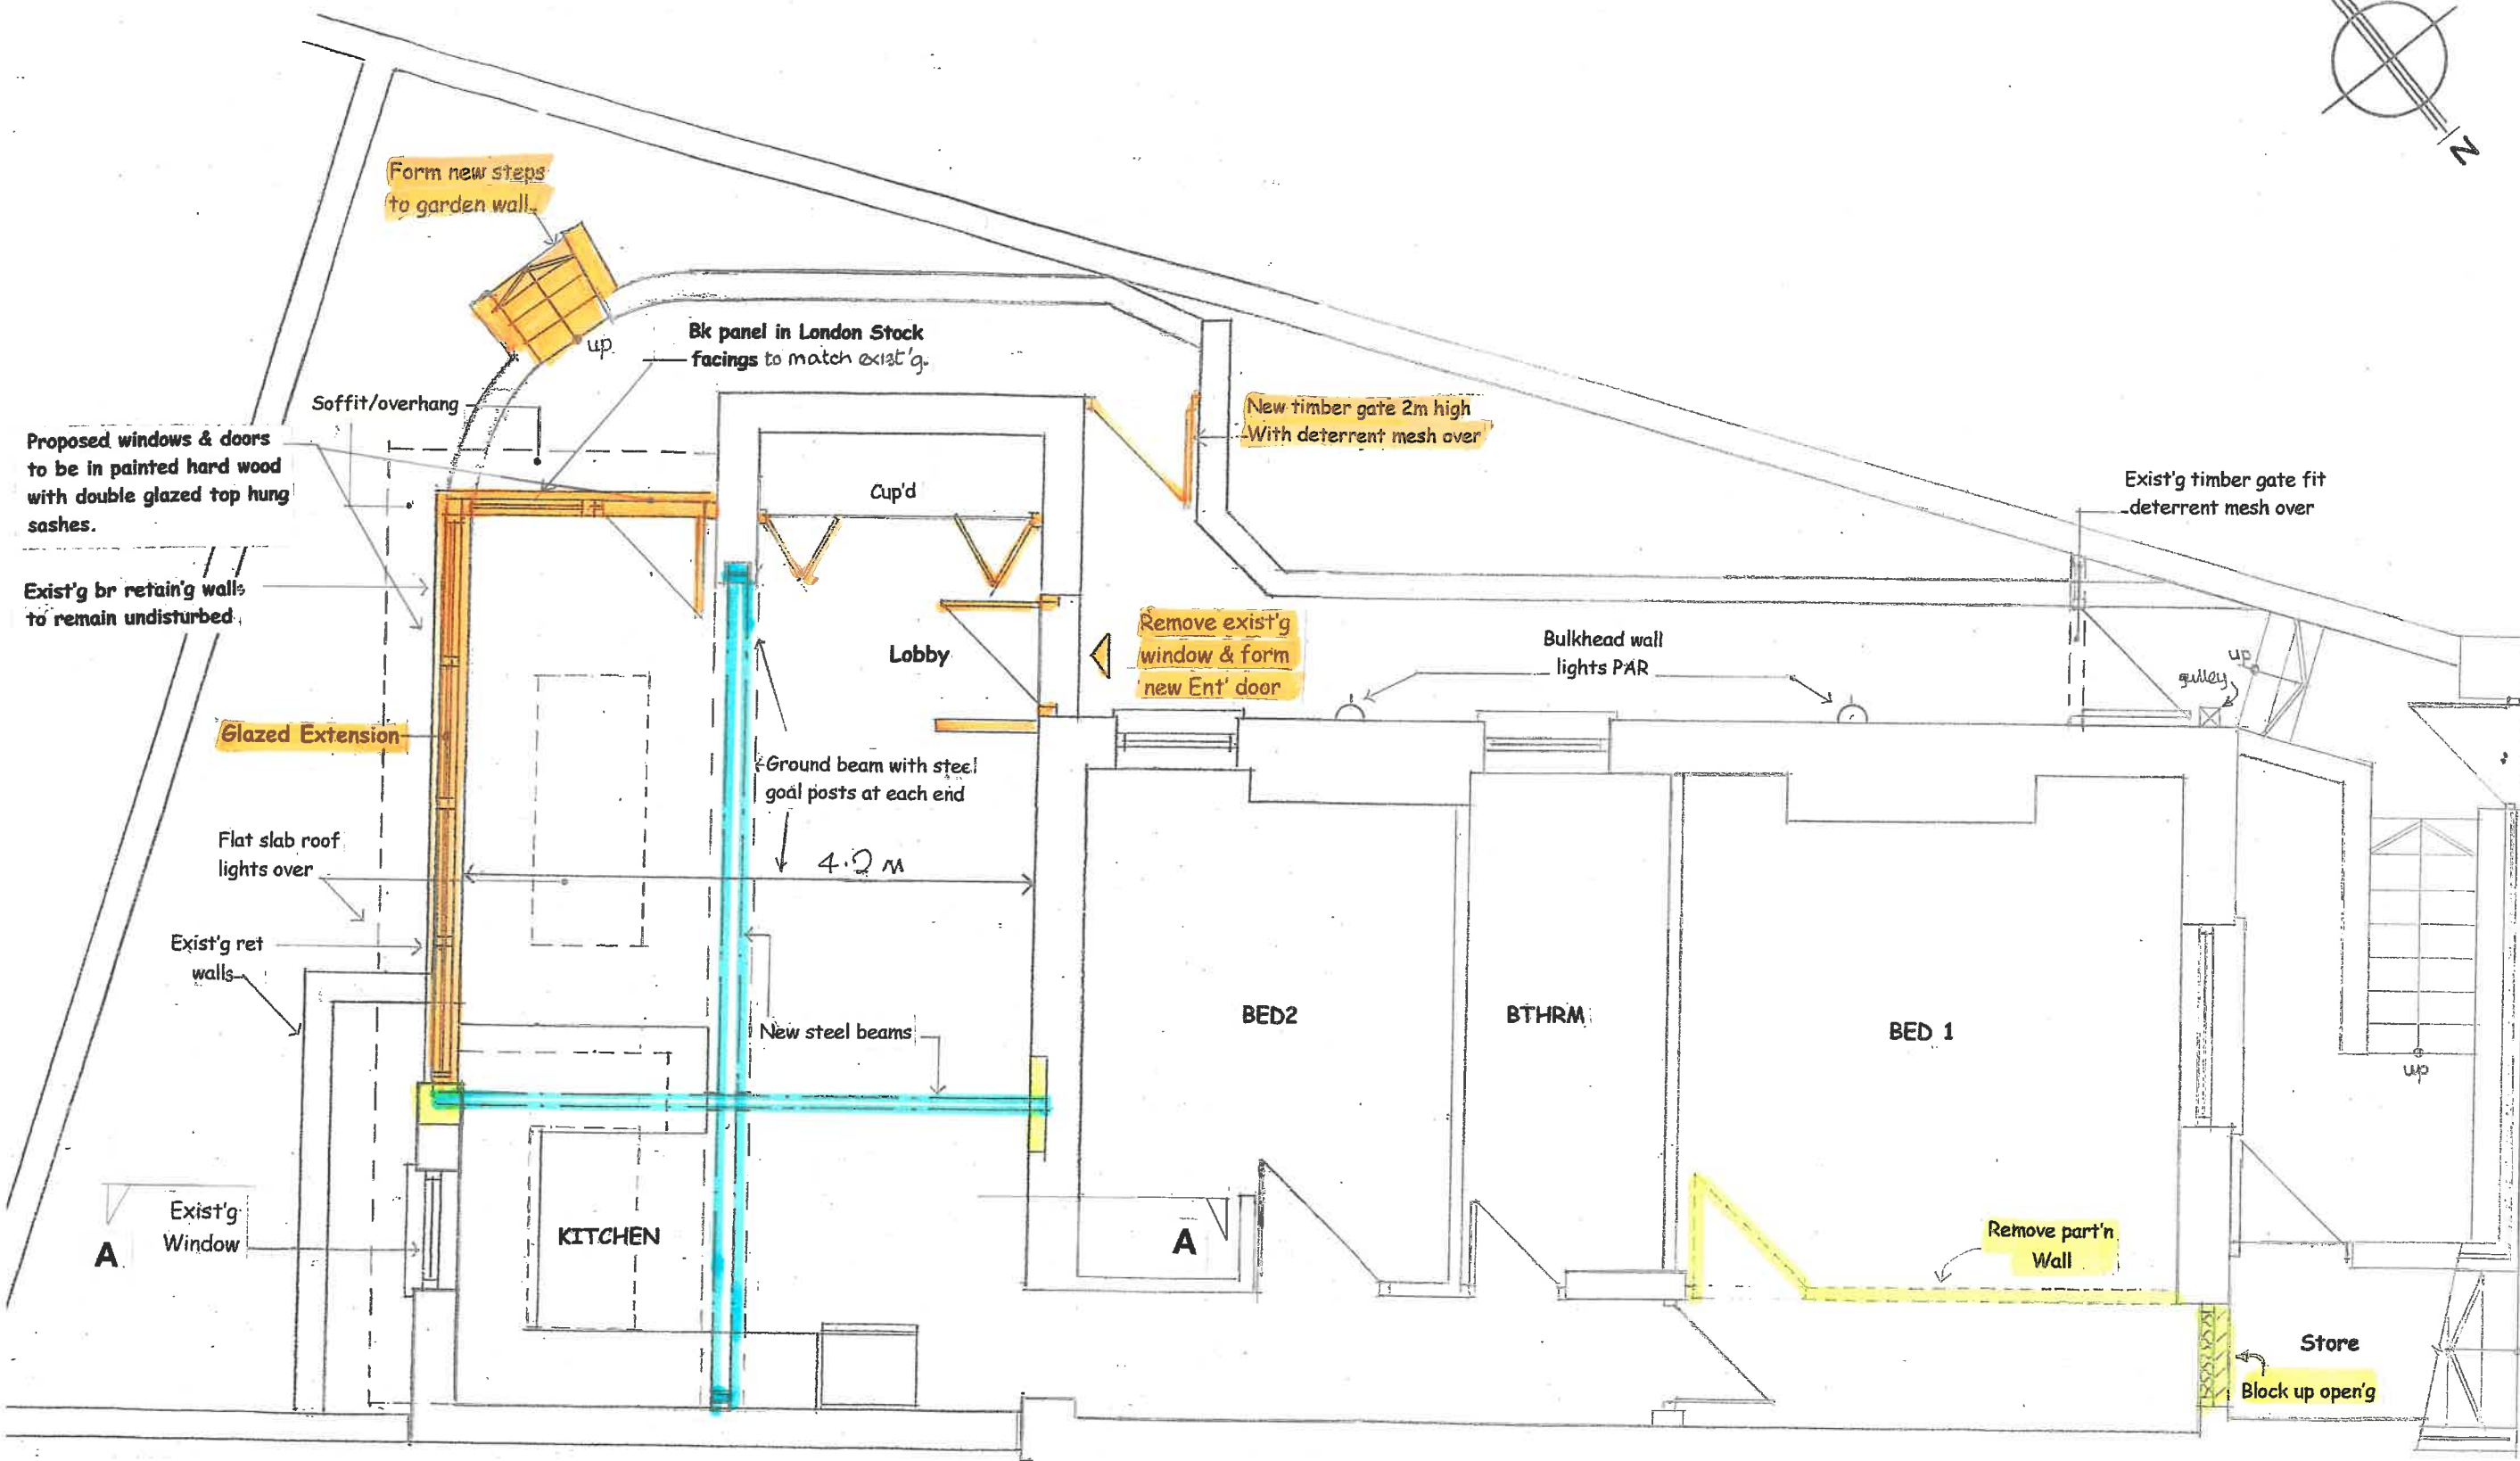 N
Form new steps
to garden wall
up
Bk panel in London Stock
facings to match exist'g.
Soffit/overhang
Proposed windows & doors
to be in painted hard wood
with double glazed top hung
sashes.
New timber gate 2m high
With deterrent mesh over
Cup'd
Exist'g timber gate fit
deterrent mesh over
Exist'g br retain'g walls
to remain undisturbed
Lobby
Remove exist'g
window & form
new Ent' door
Bulkhead wall
lights PAR
up
gulley
Glazed Extension
Ground beam with steel
goal posts at each end
Flat slab roof
lights over
4.2 M
Exist'g ret
walls
New steel beams
BED2
BTHRM
BED 1
up
Exist'g
Window
A
KITCHEN
A
Remove part'n
Wall
Store
Block up open'g